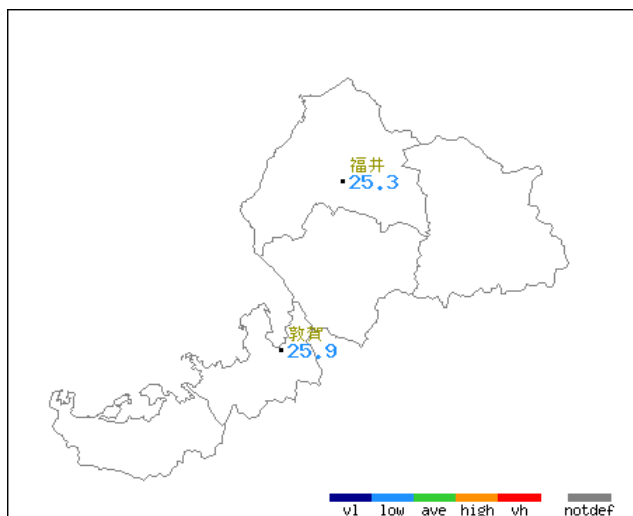 福井
25.3
敦賀
25.9
vl low ave high vh notdef